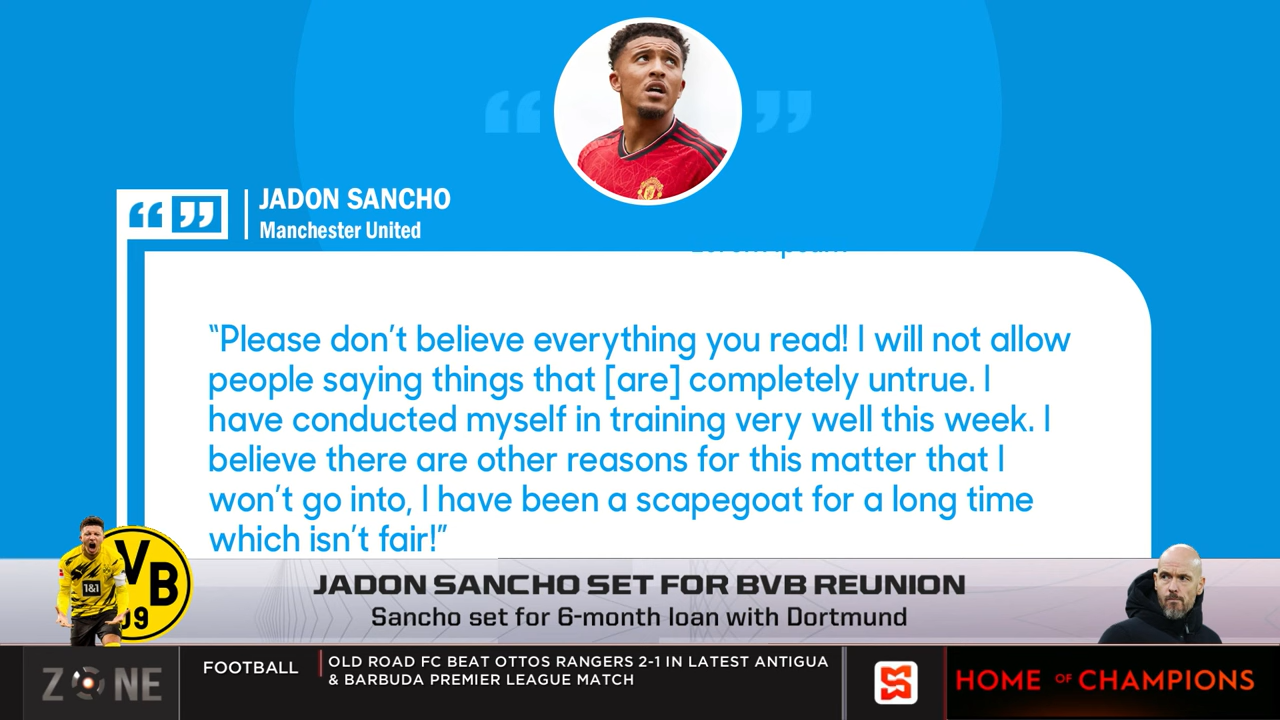 JADON SANCHO
Manchester United
“Please don’t believe everything you read! I will not allow
people saying things that [are] completely untrue. I
have conducted myself in training very well this week. I
believe there are other reasons for this matter that I
won’t go into, I have been a scapegoat for a long time
which isn’t fair!”
BVB
09
1&1
JADON SANCHO SET FOR BVB REUNION
Sancho set for 6-month loan with Dortmund
ZONE
FOOTBALL
OLD ROAD FC BEAT OTTOS RANGERS 2-1 IN LATEST ANTIGUA
& BARBUDA PREMIER LEAGUE MATCH
HOME OF CHAMPIONS